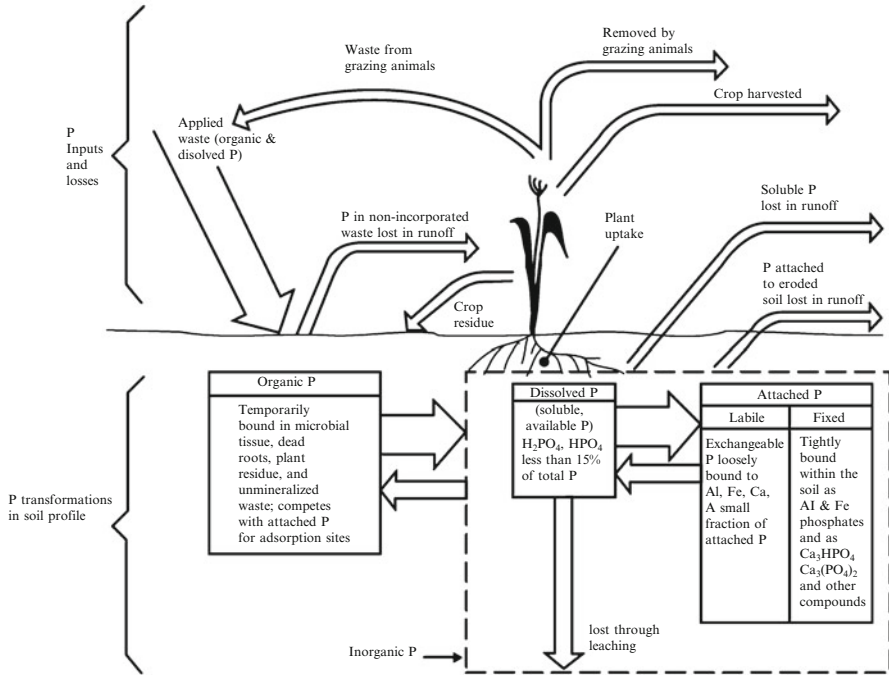 Waste from
grazing animals
Removed by
grazing animals
Crop harvested
P
Inputs
and
losses
Applied
waste (organic &
disolved P)
P in non-incorporated
waste lost in runoff
Plant
uptake
Soluble P
lost in runoff
P attached
to eroded
soil lost in runoff
Crop
residue
P transformations
in soil profile
Organic P
Temporarily
bound in microbial
tissue, dead
roots, plant
residue, and
unmineralized
waste; competes
with attached P
for adsorption sites
Dissolved P
(soluble,
available P)
H₂PO₄, HPO₄
less than 15%
of total P
Attached P
Labile
Exchangeable
P loosely
bound to
Al, Fe, Ca,
A small
fraction of
attached P
Fixed
Tightly
bound
within the
soil as
AI & Fe
phosphates
and as
Ca₃HPO₄
Ca₃(PO₄)₂
and other
compounds
Inorganic P
lost through
leaching